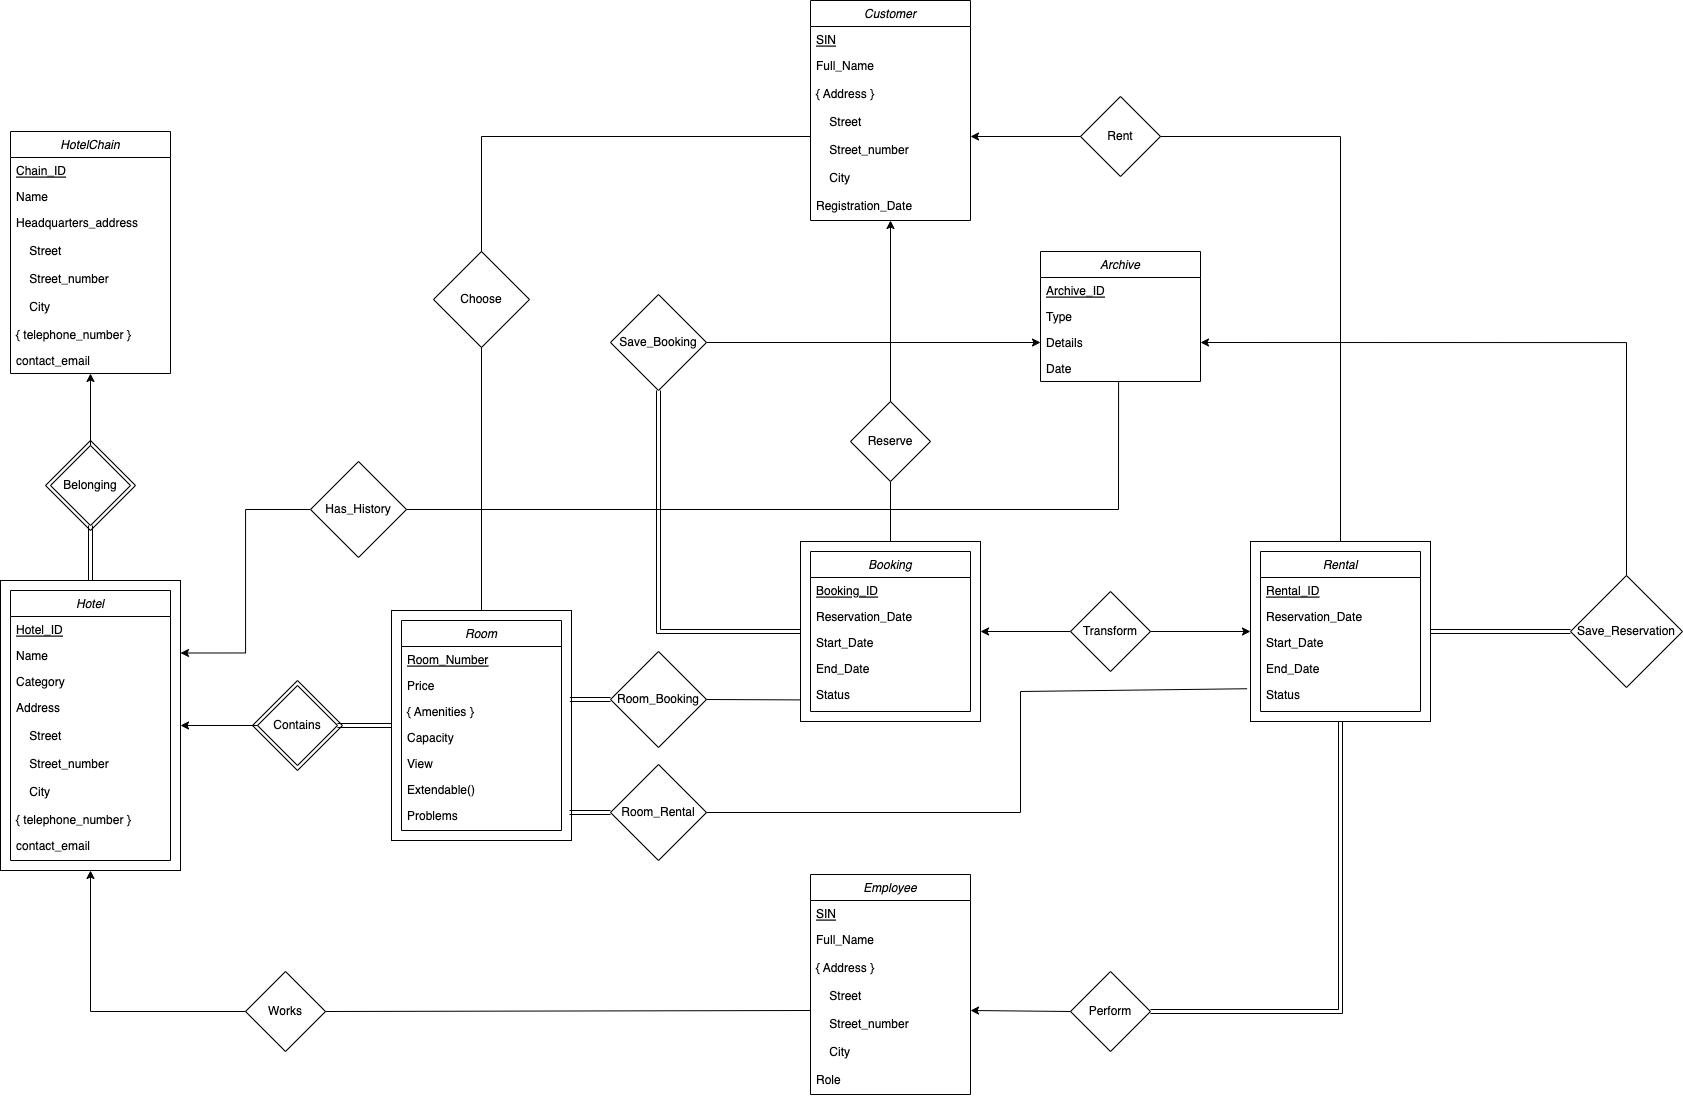 Customer
SIN
Full_Name
{ Address }
Street
Street_number
City
Registration_Date
Rent
HotelChain
Chain_ID
Name
Headquarters_address
Street
Street_number
City
{ telephone_number }
contact_email
Choose
Save_Booking
Archive
Archive_ID
Type
Details
Date
Reserve
Belonging
Has_History
Hotel
Hotel_ID
Name
Category
Address
Street
Street_number
City
{ telephone_number }
contact_email
Contains
Room
Room_Number
Price
{ Amenities }
Capacity
View
Extendable()
Problems
Room_Booking
Room_Rental
Booking
Booking_ID
Reservation_Date
Start_Date
End_Date
Status
Transform
Rental
Rental_ID
Reservation_Date
Start_Date
End_Date
Status
Save_Reservation
Works
Employee
SIN
Full_Name
{ Address }
Street
Street_number
City
Role
Perform